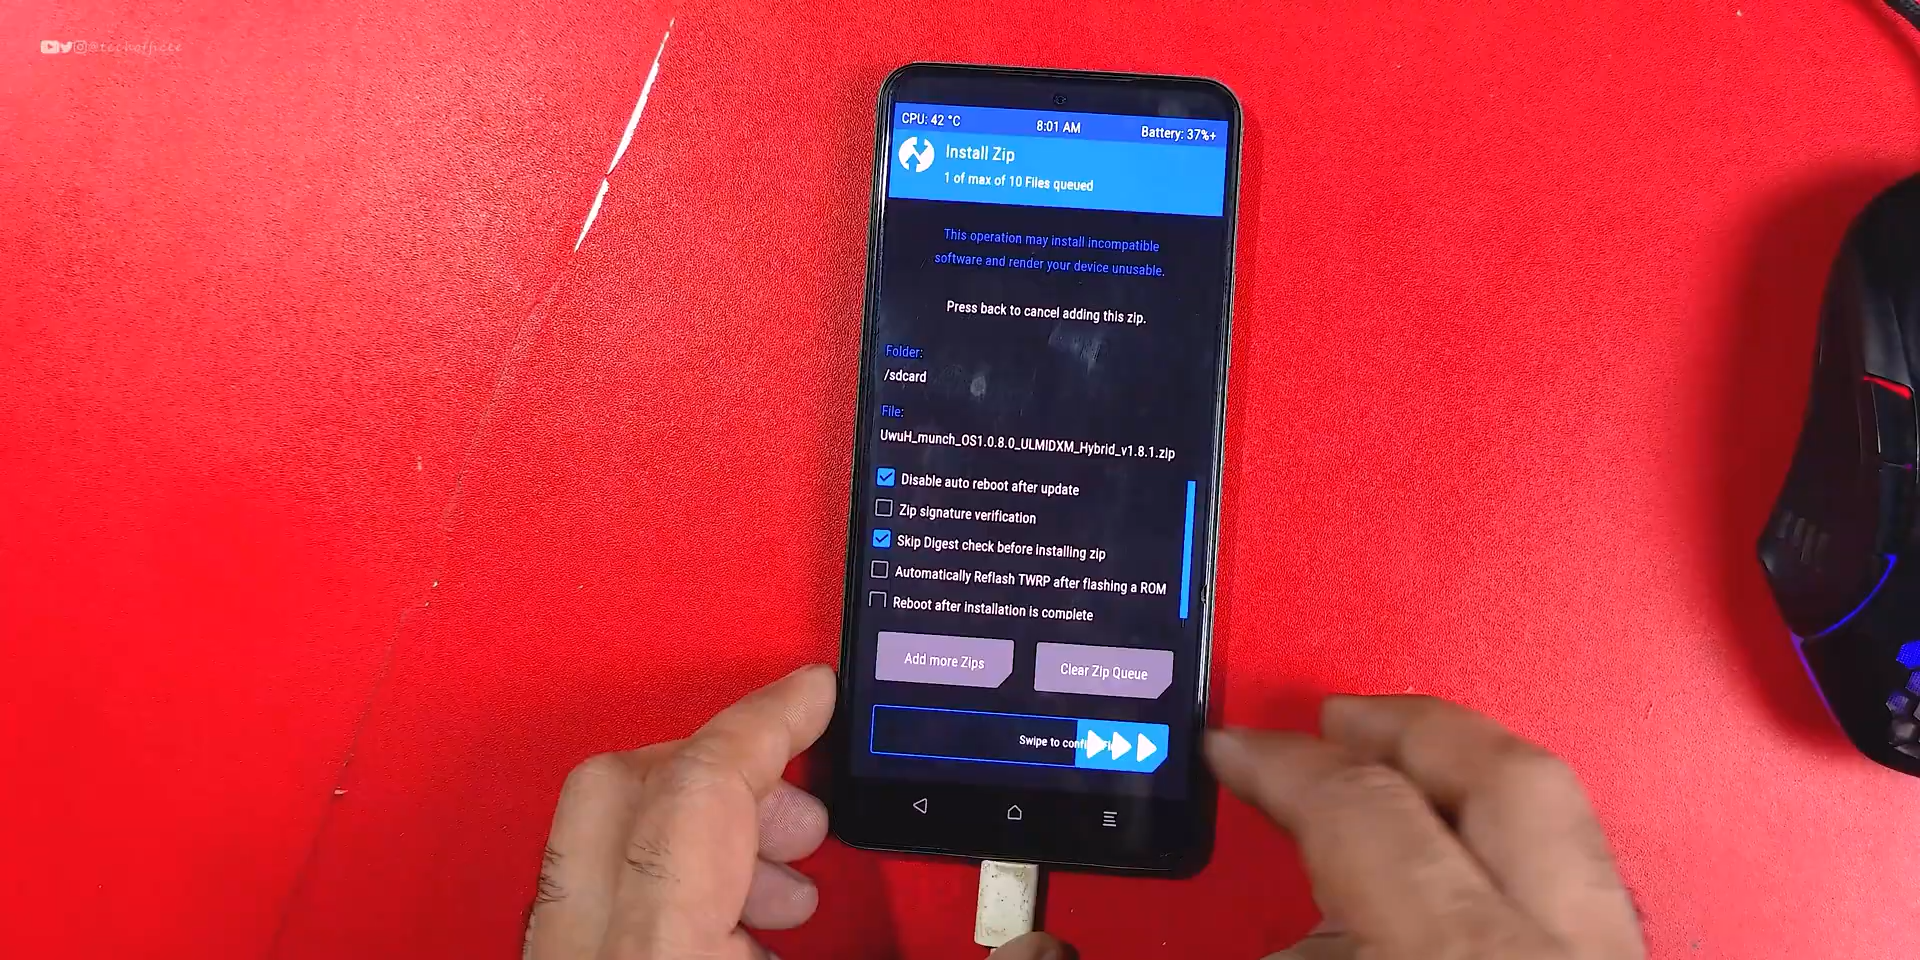 @techofficee
CPU: 42 °C 8:01 AM Battery: 37%+
Install Zip
1 of max of 10 Files queued
This operation may install incompatible
software and render your device unusable.
Press back to cancel adding this zip.
Folder:
/sdcard
File:
UwuH_munch_OS1.0.8.0_ULMIDXM_Hybrid_v1.8.1.zip
Disable auto reboot after update
Zip signature verification
Skip Digest check before installing zip
Automatically Reflash TWRP after flashing a ROM
Reboot after installation is complete
Add more Zips Clear Zip Queue
Swipe to